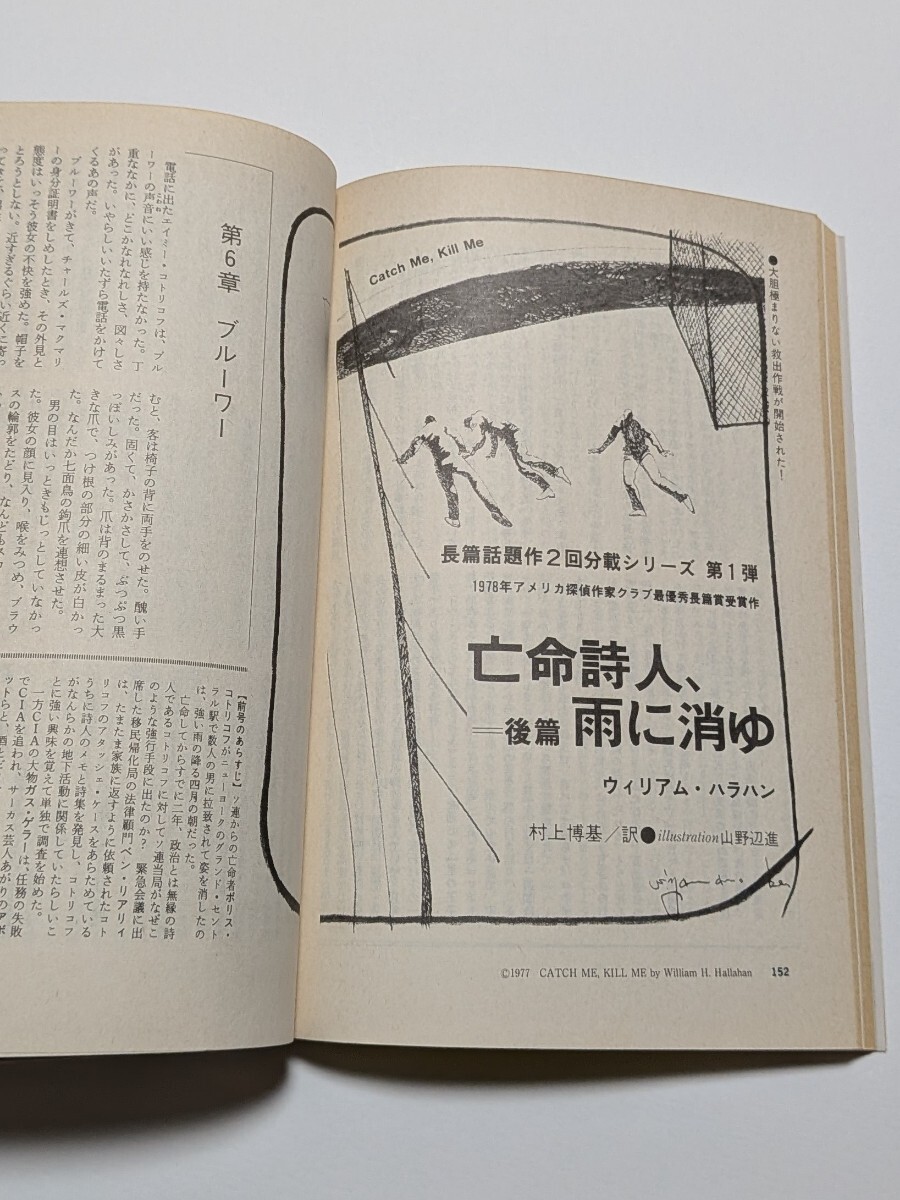 Catch Me, Kill Me
●大胆極まりない救出作戦が開始された!
長篇話題作2回分載シリーズ 第1弾
1978年アメリカ探偵作家クラブ最優秀長篇賞受賞作
亡命詩人、
雨に消ゆ
=後篇
ウィリアム・ハラハン
村上博基/訳●illustration山野辺進
©1977 CATCH ME, KILL ME by William H. Hallahan
152
第6章 ブルーワー
電話に出たエイミー・コトリコフは、ブル
ーワーの声音にいい感じを持たなかった。丁
重ななかに、どこかなれなれしさ、図々しさ
があった。いやらしいいたずら電話をかけて
くるあの声だ。
ブルーワーがきて、チャールズ・マクマリ
ーの身分証明書をしめしたとき、その外見と
態度はいっそう彼女の不快を強めた。帽子を
とろうとしない。近すぎるぐらい近くに寄っ
むと、客は椅子の背に両手をのせた。醜い手
だった。固くて、かさかさして、ぶつぶつ黒
っぽいしみがあった。爪は背のまるまった大
きな爪で、つけ根の部分の細い皮が白かっ
た。なんだか七面鳥の鉤爪を連想させた。
男の目はいっときもじっとしていなかっ
た。彼女の顔に見入り、喉をみつめ、ブラウ
スの輪郭をたどり、なんども
【前号のあらすじ】ソ連からの亡命者ボリス・
コトリコフがニューヨークのグランド・セント
ラル駅で数人の男に拉致されて姿を消したの
は、強い雨の降る四月の朝だった。
亡命してからすでに二年、政治とは無縁の詩
人であるコトリコフに対してソ連当局がなぜこ
のような強行手段に出たのか? 緊急会議に出
席した移民帰化局の法律顧問ベン・リアリィ
は、たまたま家族に返すように依頼されたコト
リコフのアタッシェ・ケースをあらためている
うちに詩人のメモと詩集を発見し、コトリコフ
がなんらかの地下活動に関係していたらしいこ
とに強い興味を覚えて単独で調査を始めた。
一方CIAの大物ガス・ゲラーは、任務の失敗
でCIAを追われ、サーカス芸人あがりのアポ